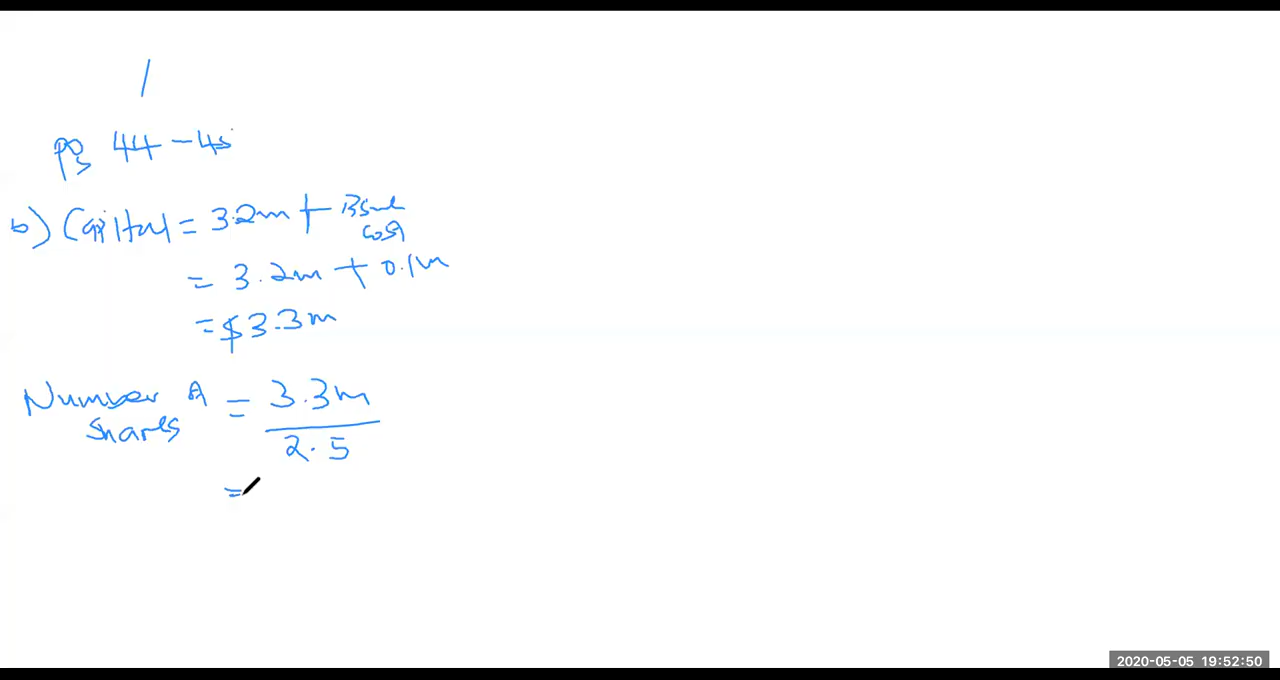 /
pg 44-45
b) Capital = 3.2m + Issue cost
= 3.2m + 0.1m
= $3.3m
Number of shares = 3.3m / 2.5
=
2020-05-05 19:52:50